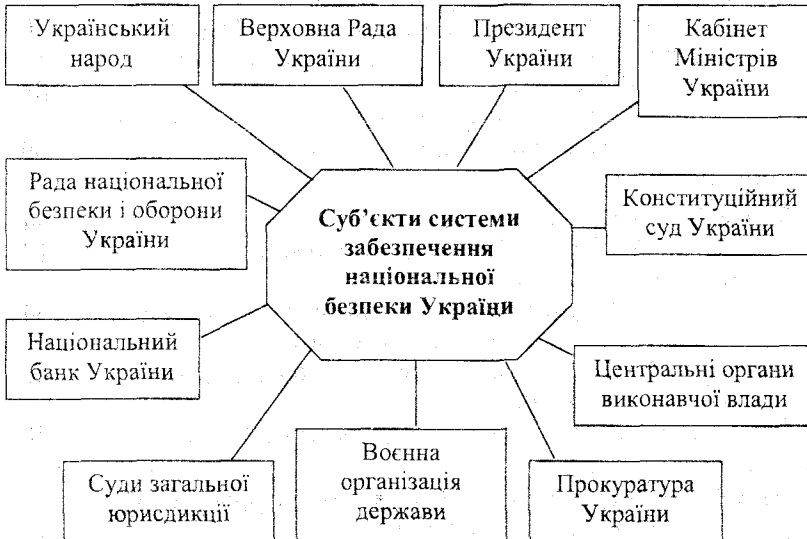 Український
народ
Верховна Рада
України
Президент
України
Кабінет
Міністрів
України
Рада національної
безпеки і оборони
України
Суб’єкти системи
забезпечення
національної
безпеки України
Конституційний
суд України
Національний
банк України
Центральні органи
виконавчої влади
Суди загальної
юрисдикції
Воєнна
організація
держави
Прокуратура
України